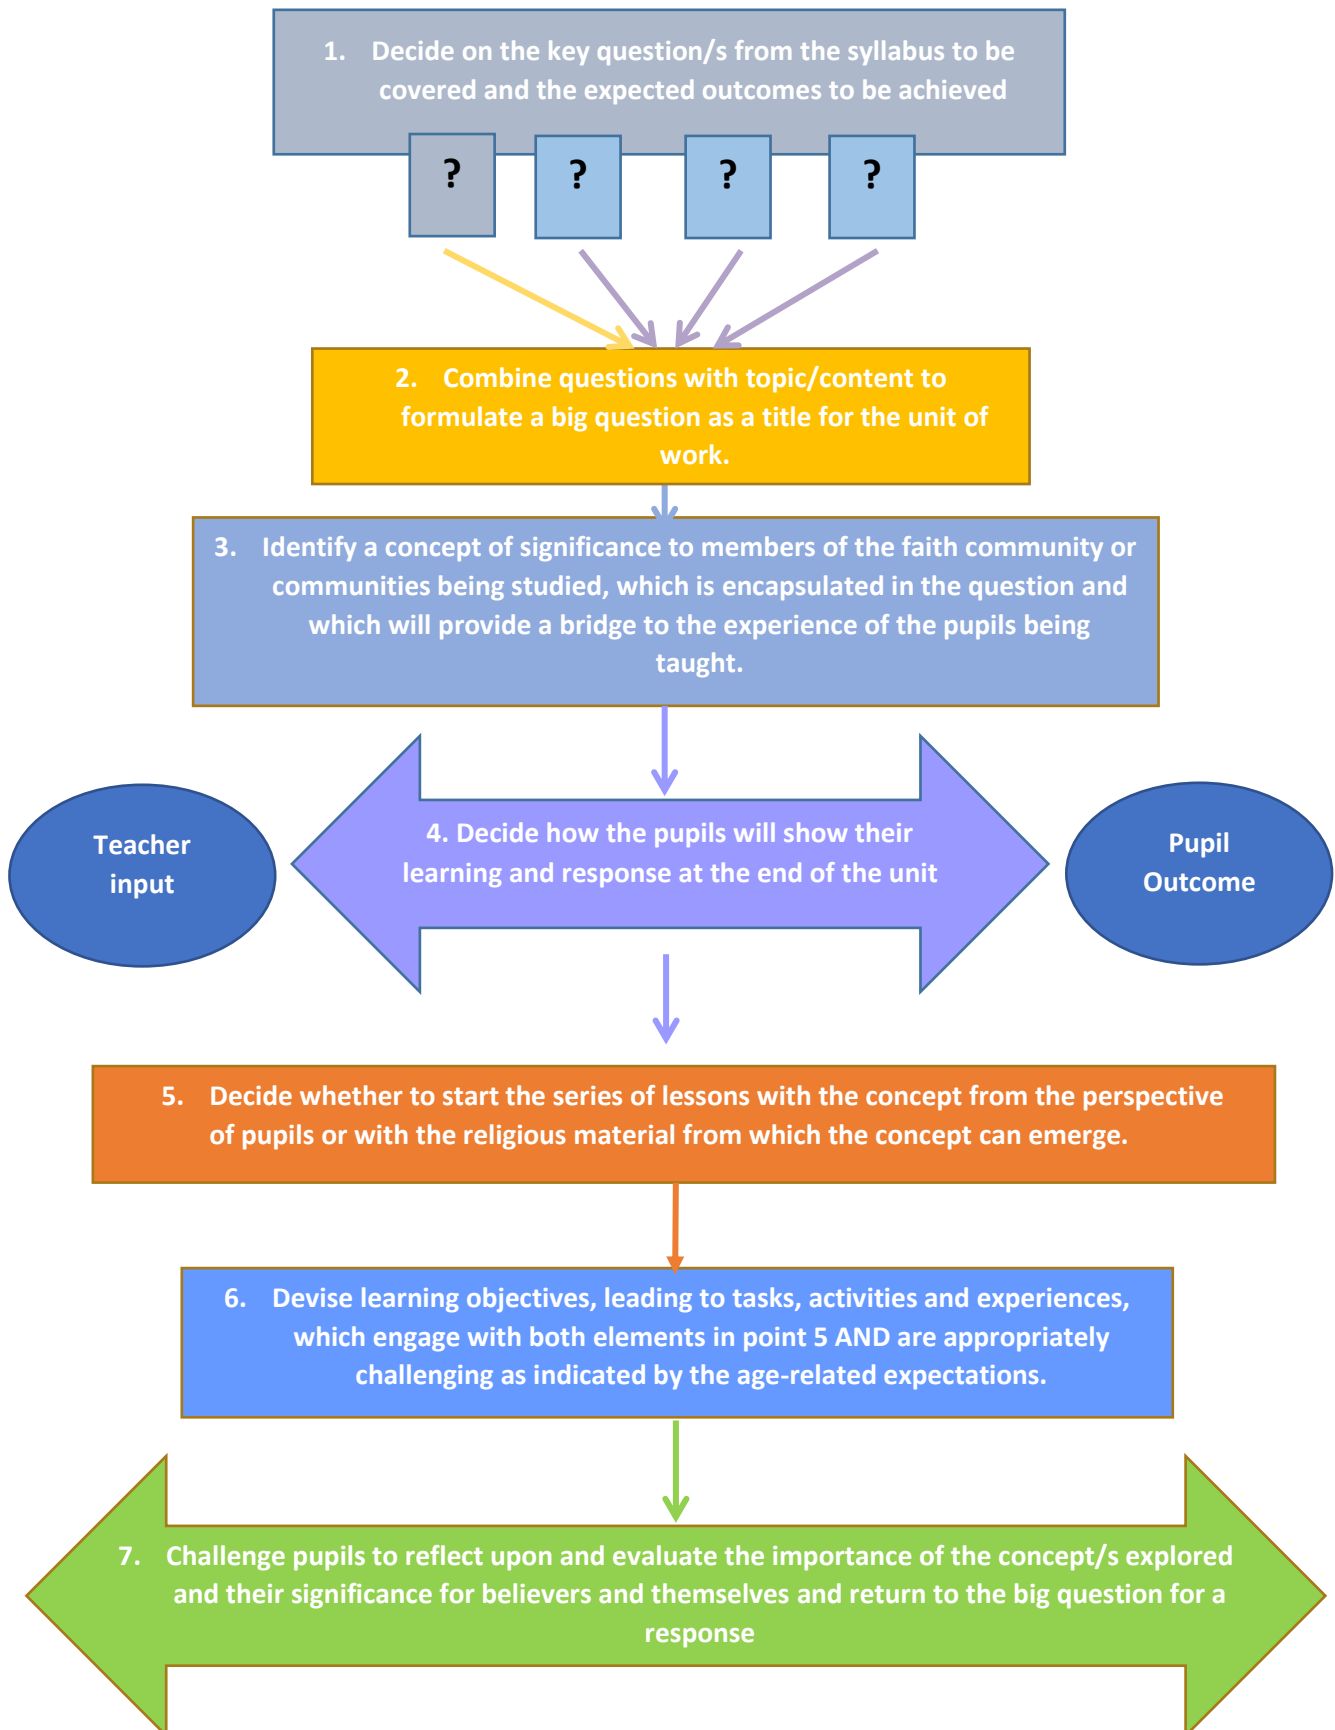 1. Decide on the key question/s from the syllabus to be
covered and the expected outcomes to be achieved
? ? ? ?
2. Combine questions with topic/content to
formulate a big question as a title for the unit of
work.
3. Identify a concept of significance to members of the faith community or
communities being studied, which is encapsulated in the question and
which will provide a bridge to the experience of the pupils being
taught.
Teacher
input
4. Decide how the pupils will show their
learning and response at the end of the unit
Pupil
Outcome
5. Decide whether to start the series of lessons with the concept from the perspective
of pupils or with the religious material from which the concept can emerge.
6. Devise learning objectives, leading to tasks, activities and experiences,
which engage with both elements in point 5 AND are appropriately
challenging as indicated by the age-related expectations.
7. Challenge pupils to reflect upon and evaluate the importance of the concept/s explored
and their significance for believers and themselves and return to the big question for a
response